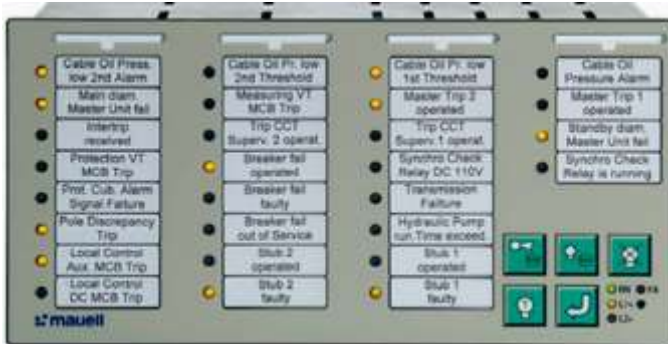 Cable Oil Press.
low 2nd Alarm
Main diam.
Master Unit fail
Intertrip
received
Protection VT
MCB Trip
Prot. Cub. Alarm
Signal Failture
Pole Discrepancy
Trip
Local Control
Aux. MCB Trip
Local Control
DC MCB Trip
Cable Oil Pr. low
2nd Threshold
Measuring VT
MCB Trip
Trip CCT
Superv. 2 operat.
Breaker fail
operated
Breaker fail
faulty
Breaker fail
out of Service
Stub 2
operated
Stub 2
faulty
Cable Oil Pr. low
1st Threshold
Master Trip 2
operated
Trip CCT
Superv. 1 operat.
Synchro Check
Relay DC 110V
Transmission
Failture
Hydraulic Pump
run.Time exceed.
Stub 1
operated
Stub 1
faulty
Cable Oil
Pressure Alarm
Master Trip 1
operated
Standby diam.
Master Unit fail
Synchro Check
Relay is running
mauell